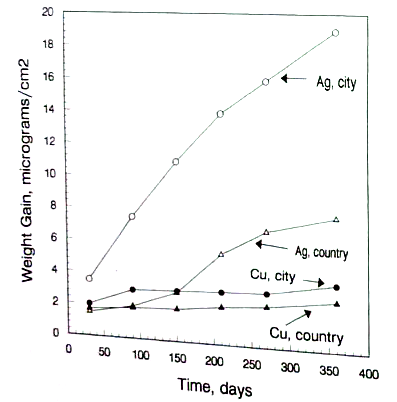 20
18
16
14
12
10
8
6
4
2
0
Weight Gain, micrograms/cm2
Ag, city
Ag, country
Cu, city
Cu, country
0 50 100 150 200 250 300 350 400
Time, days